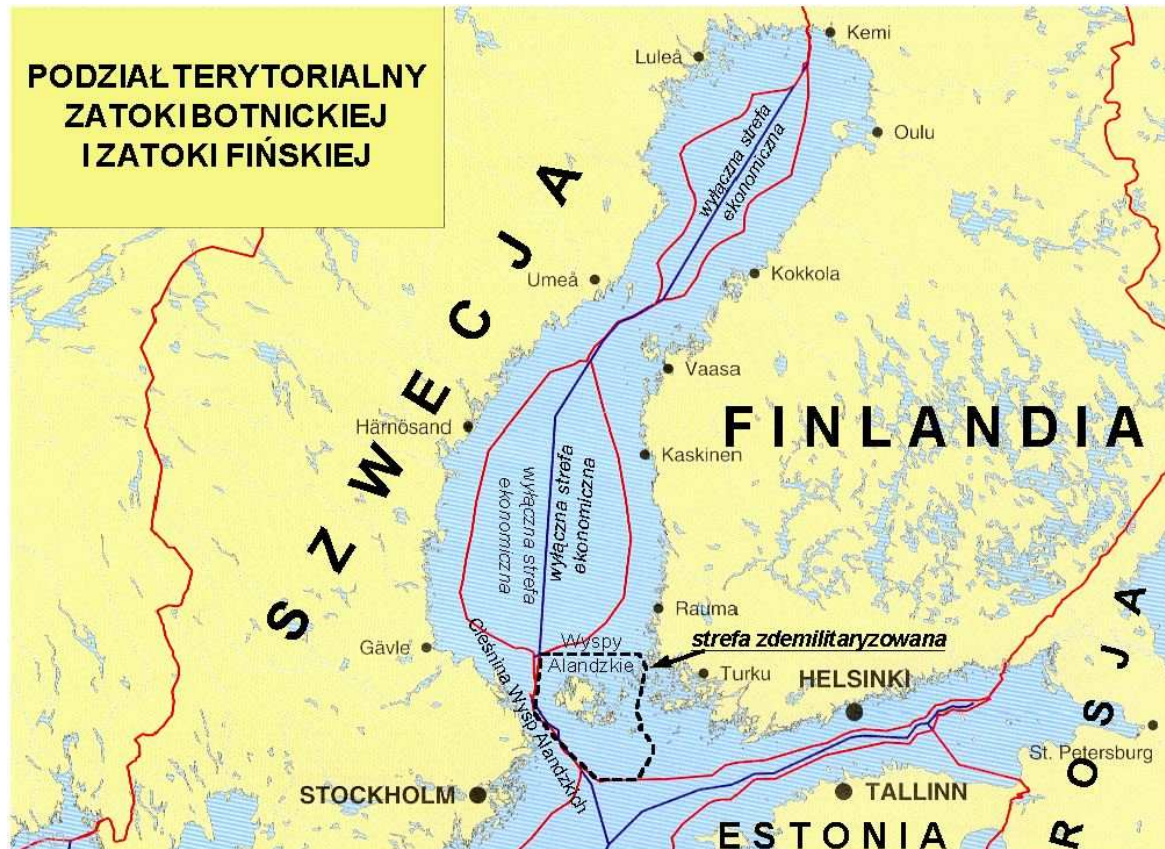 PODZIAŁ TERYTORIALNY
ZATOKI BOTNICKIEJ
I ZATOKI FIŃSKIEJ
Kemi
Luleå
Oulu
wyłączna strefa
ekonomiczna
SZWECJA
Umeå
Kokkola
Vaasa
FINLANDIA
Härnösand
Kaskinen
wyłączna strefa
ekonomiczna
wyłączna strefa
ekonomiczna
Rauma
Wyspy
Alandzkie
strefa zdemilitaryzowana
Gävle
Cieśnina Wysp Alandzkich
Turku
HELSINKI
ROSJA
St. Petersburg
STOCKHOLM
TALLINN
ESTONIA